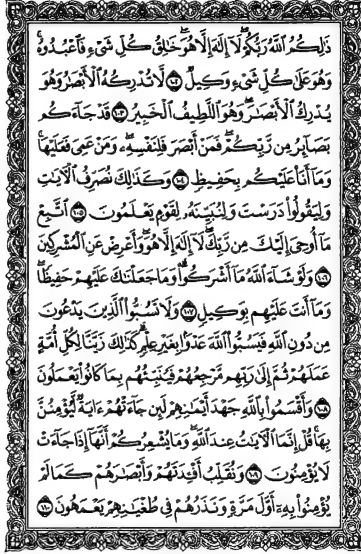 ذَٰلِكُمُ ٱللَّهُ رَبُّكُمْ لَآ إِلَٰهَ إِلَّا هُوَ خَٰلِقُ كُلِّ شَىْءٍ فَٱعْبُدُوهُ
وَهُوَ عَلَىٰ كُلِّ شَىْءٍ وَكِيلٌ ١٠٢ لَّا تُدْرِكُهُ ٱلْأَبْصَٰرُ وَهُوَ
يُدْرِكُ ٱلْأَبْصَٰرَ وَهُوَ ٱللَّطِيفُ ٱلْخَبِيرُ ١٠٣ قَدْ جَآءَكُم
بَصَآئِرُ مِن رَّبِّكُمْ فَمَنْ أَبْصَرَ فَلِنَفْسِهِۦ وَمَنْ عَمِىَ فَعَلَيْهَا
وَمَآ أَنَا۠ عَلَيْكُم بِحَفِيظٍ ١٠٤ وَكَذَٰلِكَ نُصَرِّفُ ٱلْآيَٰتِ
وَلِيَقُولُوا۟ دَرَسْتَ وَلِنُبَيِّنَهُۥ لِقَوْمٍ يَعْلَمُونَ ١٠٥ ٱتَّبِعْ
مَآ أُوحِىَ إِلَيْكَ مِن رَّبِّكَ لَآ إِلَٰهَ إِلَّا هُوَ وَأَعْرِضْ عَنِ ٱلْمُشْرِكِينَ
١٠٦ وَلَوْ شَآءَ ٱللَّهُ مَآ أَشْرَكُوا۟ وَمَا جَعَلْنَٰكَ عَلَيْهِمْ حَفِيظًا
وَمَآ أَنتَ عَلَيْهِم بِوَكِيلٍ ١٠٧ وَلَا تَسُبُّوا۟ ٱلَّذِينَ يَدْعُونَ
مِن دُونِ ٱللَّهِ فَيَسُبُّوا۟ ٱللَّهَ عَدْوًۢا بِغَيْرِ عِلْمٍ كَذَٰلِكَ زَيَّنَّا لِكُلِّ أُمَّةٍ
عَمَلَهُمْ ثُمَّ إِلَىٰ رَبِّهِم مَّرْجِعُهُمْ فَيُنَبِّئُهُم بِمَا كَانُوا۟ يَعْمَلُونَ
١٠٨ وَأَقْسَمُوا۟ بِٱللَّهِ جَهْدَ أَيْمَٰنِهِمْ لَئِن جَآءَتْهُمْ ءَايَةٌ لَّيُؤْمِنُنَّ
بِهَا قُلْ إِنَّمَا ٱلْآيَٰتُ عِندَ ٱللَّهِ وَمَا يُشْعِرُكُمْ أَنَّهَآ إِذَا جَآءَتْ
لَا يُؤْمِنُونَ ١٠٩ وَنُقَلِّبُ أَفْـِٔدَتَهُمْ وَأَبْصَٰرَهُمْ كَمَا لَمْ
يُؤْمِنُوا۟ بِهِۦٓ أَوَّلَ مَرَّةٍ وَنَذَرُهُمْ فِى طُغْيَٰنِهِمْ يَعْمَهُونَ ١١٠